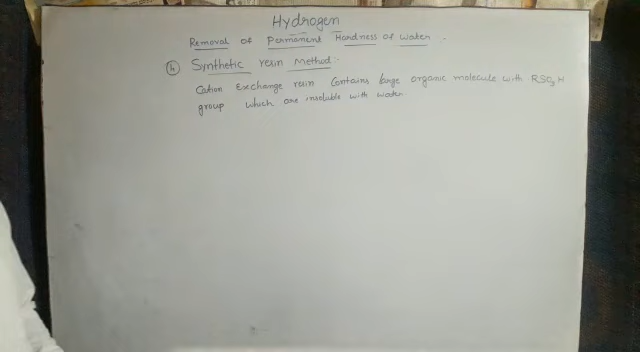 Hydrogen
Removal of Permanent Hardness of water.
(4) Synthetic resin Method:-
Cation Exchange resin Contains large organic molecule with RSO3H
group which are insoluble with water.